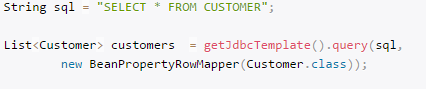 String sql = "SELECT * FROM CUSTOMER";
List<Customer> customers  = getJdbcTemplate().query(sql,
new BeanPropertyRowMapper(Customer.class));